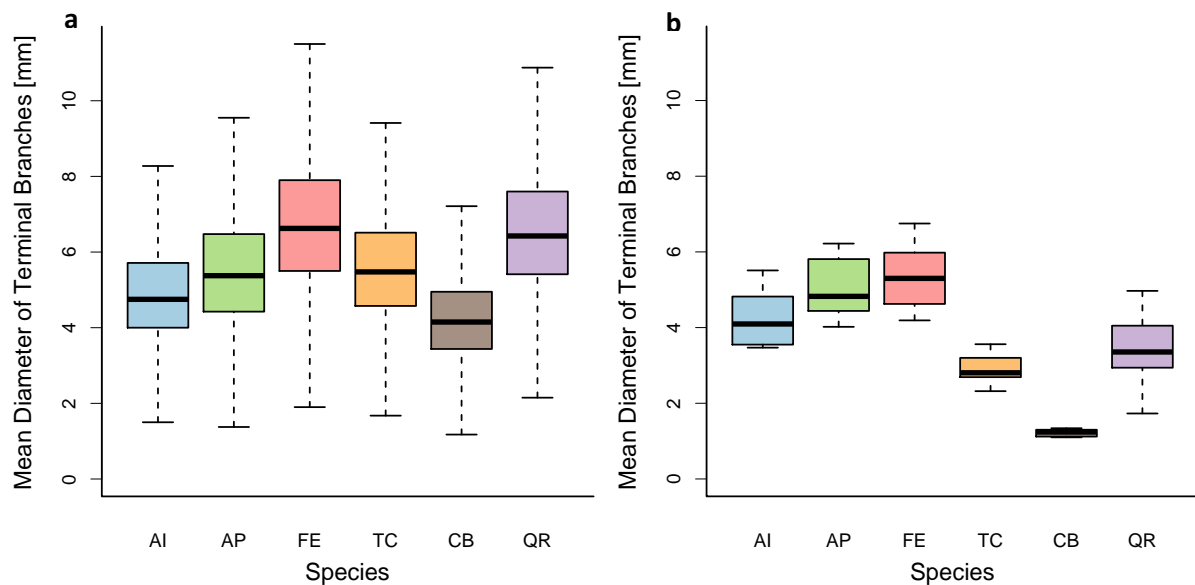 a
Mean Diameter of Terminal Branches [mm]
10
8
6
4
2
0
AI AP FE TC CB QR
Species
b
Mean Diameter of Terminal Branches [mm]
10
8
6
4
2
0
AI AP FE TC CB QR
Species